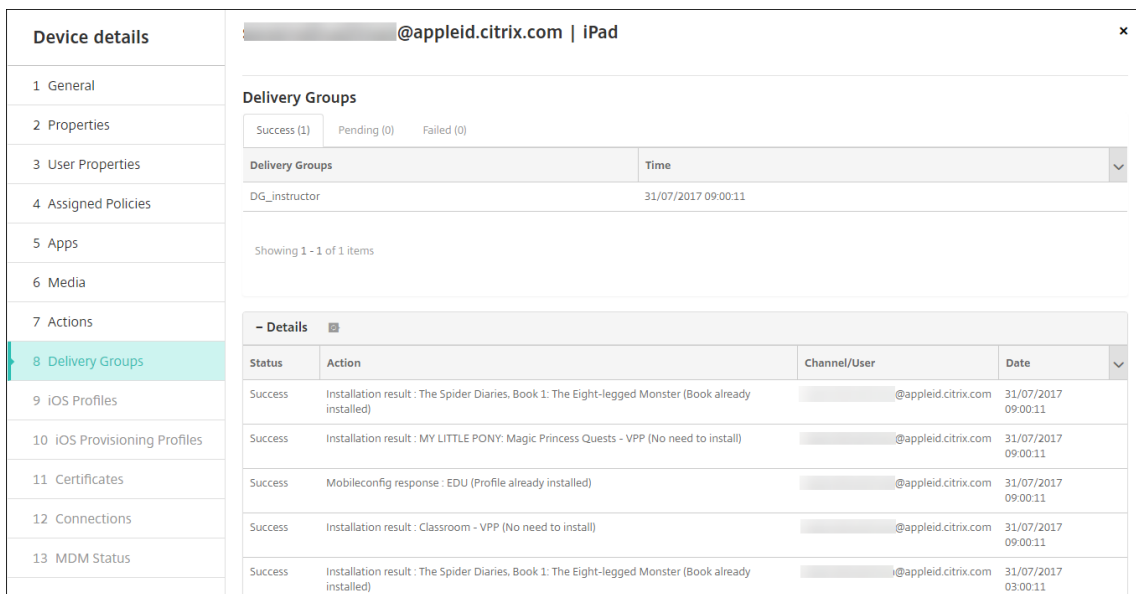 Device details
@appleid.citrix.com | iPad
×
1 General
2 Properties
3 User Properties
4 Assigned Policies
5 Apps
6 Media
7 Actions
8 Delivery Groups
9 iOS Profiles
10 iOS Provisioning Profiles
11 Certificates
12 Connections
13 MDM Status
Delivery Groups
Success (1) Pending (0) Failed (0)
Delivery Groups Time
DG_instructor 31/07/2017 09:00:11
Showing 1 - 1 of 1 items
– Details
Status Action Channel/User Date
Success Installation result : The Spider Diaries, Book 1: The Eight-legged Monster (Book already @appleid.citrix.com 31/07/2017
installed) 09:00:11
Success Installation result : MY LITTLE PONY: Magic Princess Quests - VPP (No need to install) @appleid.citrix.com 31/07/2017
09:00:11
Success Mobileconfig response : EDU (Profile already installed) @appleid.citrix.com 31/07/2017
09:00:11
Success Installation result : Classroom - VPP (No need to install) @appleid.citrix.com 31/07/2017
09:00:11
Success Installation result : The Spider Diaries, Book 1: The Eight-legged Monster (Book already @appleid.citrix.com 31/07/2017
installed) 03:00:11